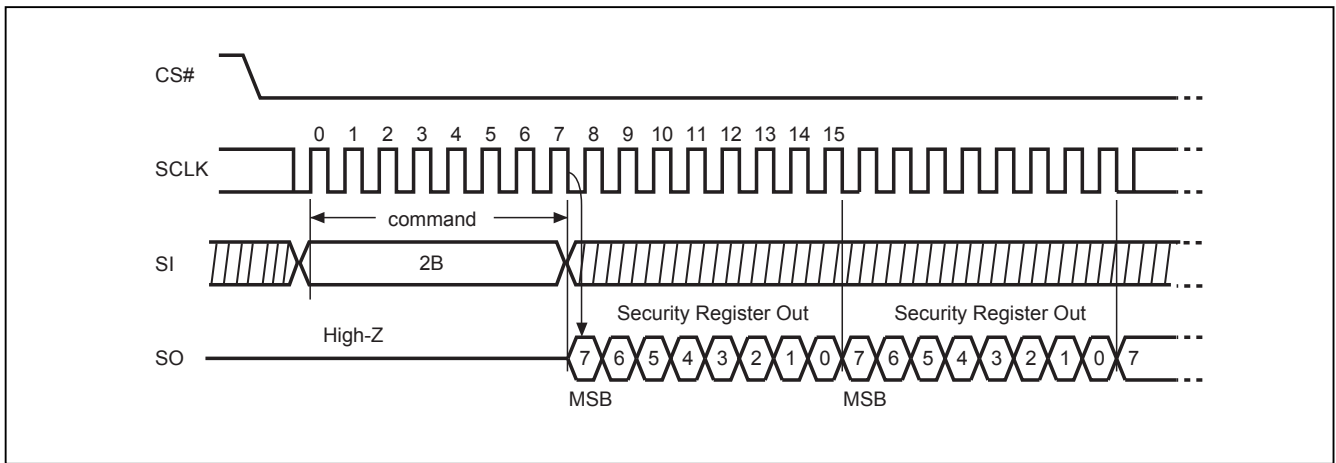 CS#
0 1 2 3 4 5 6 7 8 9 10 11 12 13 14 15
SCLK
command
SI
2B
Security Register Out Security Register Out
High-Z
SO
7 6 5 4 3 2 1 0 7 6 5 4 3 2 1 0 7
MSB MSB